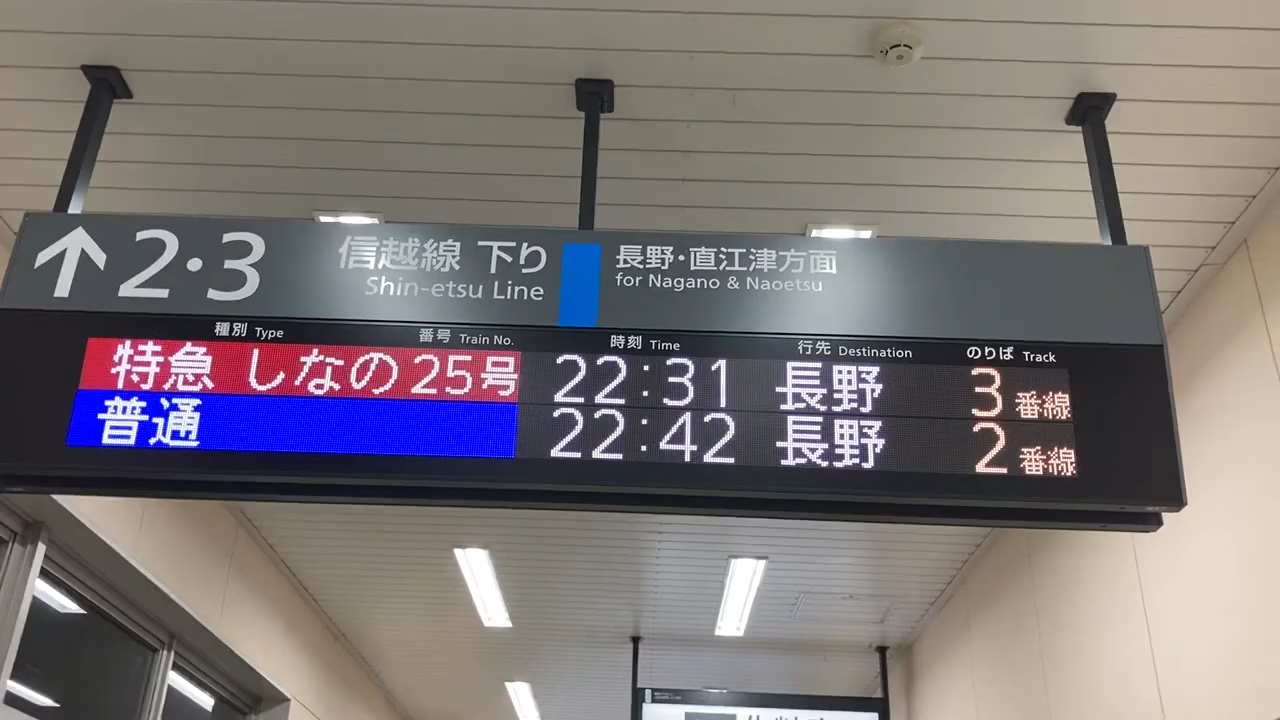 ↑ 2・3 信越線 下り 長野・直江津方面
Shin-etsu Line for Nagano & Naoetsu
種別 Type 番号 Train No. 時刻 Time 行先 Destination のりば Track
特急 しなの 25号 22:31 長野 3番線
普通 22:42 長野 2番線